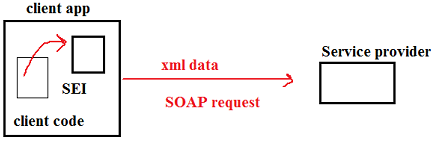 client app
SEI
client code
xml data
SOAP request
Service provider